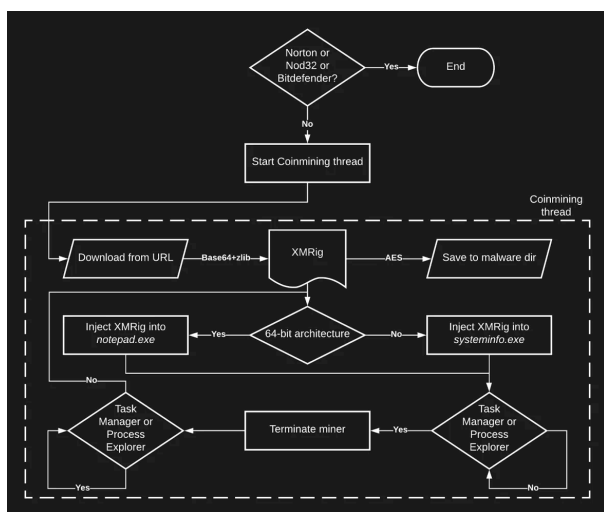 Norton or
Nod32 or
Bitdefender?
Yes
End
No
Start Coinmining thread
Coinmining
thread
Download from URL
Base64+zlib
XMRig
AES
Save to malware dir
Inject XMRig into
notepad.exe
Yes
64-bit architecture
No
Inject XMRig into
systeminfo.exe
No
Task
Manager or
Process
Explorer
Terminate miner
Yes
Task
Manager or
Process
Explorer
Yes
No